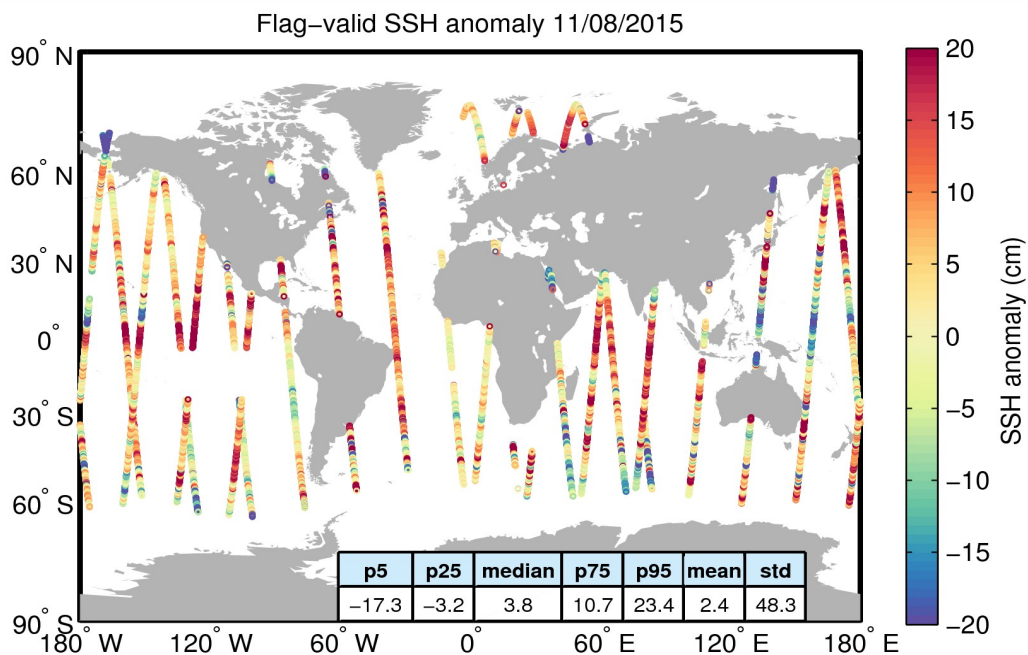 Flag−valid SSH anomaly 11/08/2015
90° N
60° N
30° N
0°
30° S
60° S
90° S
180° W
120° W
60° W
0°
60° E
120° E
180° E
p5 p25 median p75 p95 mean std
−17.3 −3.2 3.8 10.7 23.4 2.4 48.3
20
15
10
5
0
−5
−10
−15
−20
SSH anomaly (cm)